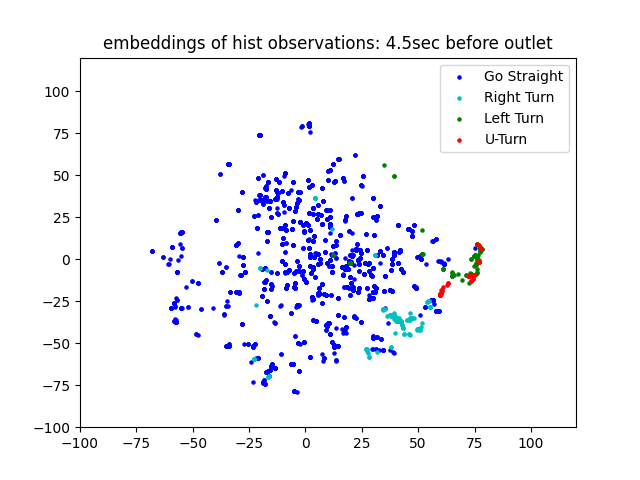 embeddings of hist observations: 4.5sec before outlet
Go Straight
Right Turn
Left Turn
U-Turn
100
75
50
25
0
−25
−50
−75
−100
−100 −75 −50 −25 0 25 50 75 100